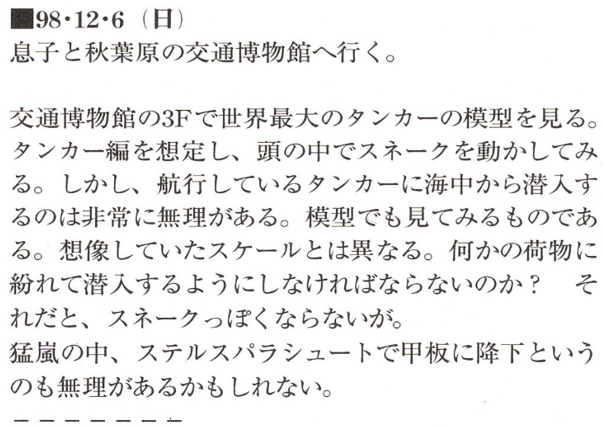 ■98・12・6（日）
息子と秋葉原の交通博物館へ行く。
交通博物館の3Fで世界最大のタンカーの模型を見る。
タンカー編を想定し、頭の中でスネークを動かしてみ
る。しかし、航行しているタンカーに海中から潜入す
るのは非常に無理がある。模型でも見てみるものであ
る。想像していたスケールとは異なる。何かの荷物に
紛れて潜入するようにしなければならないのか？　そ
れだと、スネークっぽくならないが。
猛嵐の中、ステルスパラシュートで甲板に降下という
のも無理があるかもしれない。
－－－－－－－